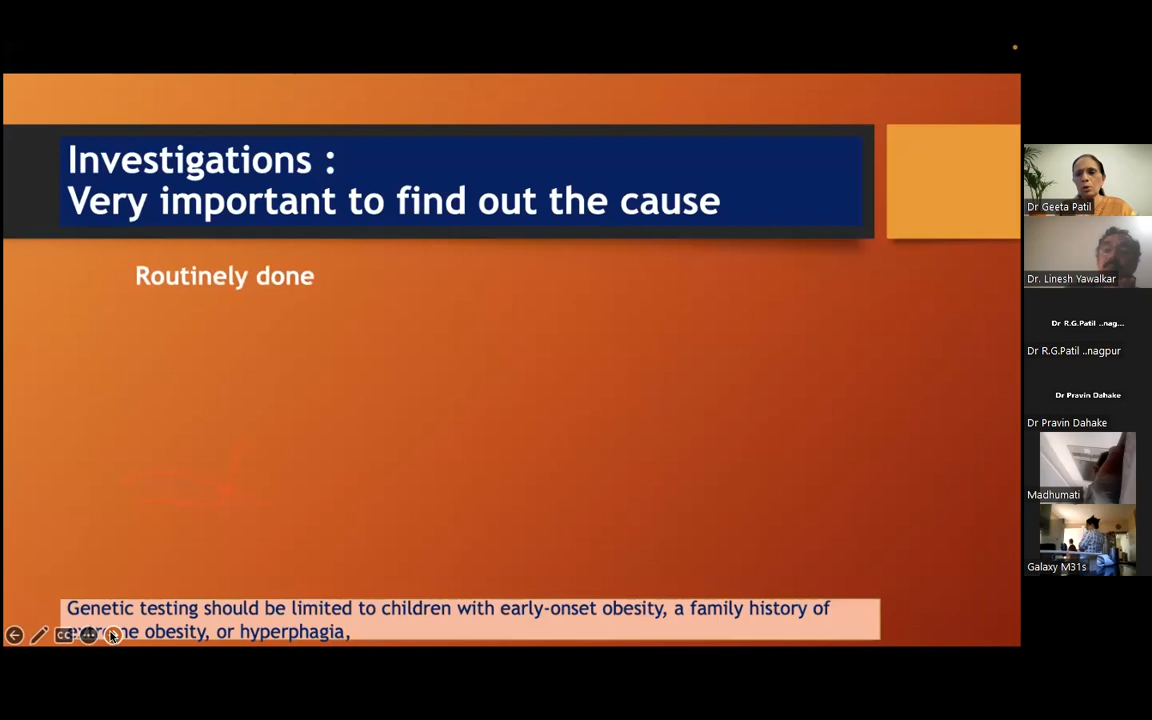 Investigations :
Very important to find out the cause
Routinely done
Genetic testing should be limited to children with early-onset obesity, a family history of
extreme obesity, or hyperphagia,
CC
Dr Geeta Patil
Dr. Linesh Yawalkar
Dr R.G.Patil ..nag...
Dr R.G.Patil ..nagpur
Dr Pravin Dahake
Dr Pravin Dahake
Madhumati
Galaxy M31s